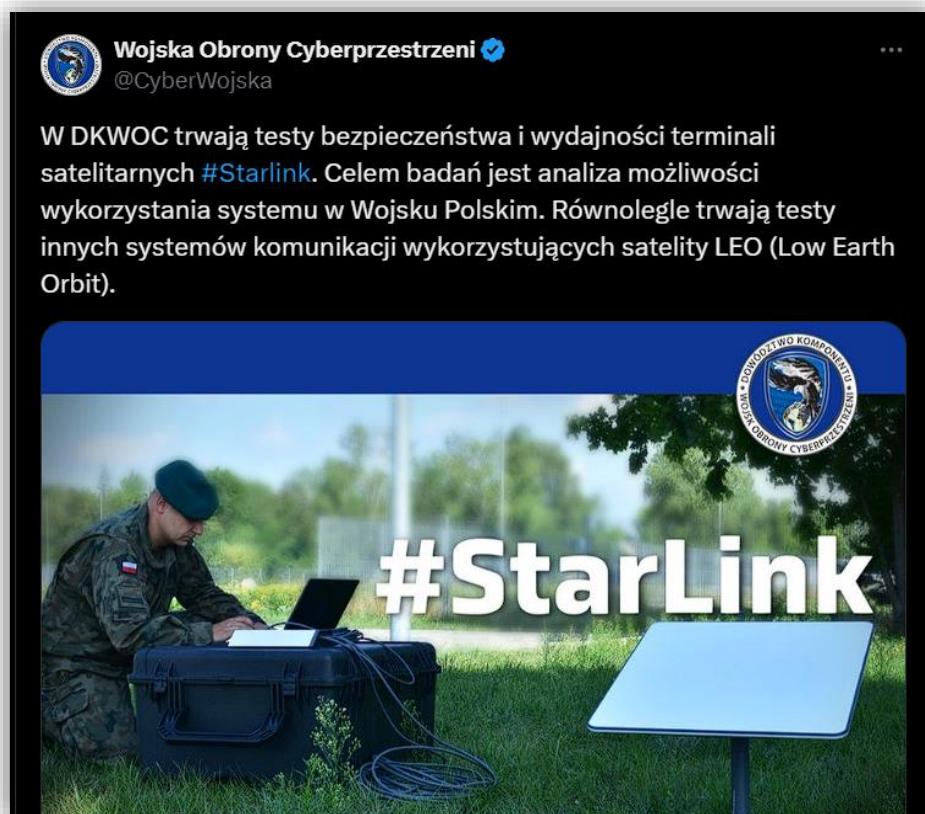 Wojska Obrony Cyberprzestrzeni
@CyberWojska
W DKWOC trwają testy bezpieczeństwa i wydajności terminali
satelitarnych #Starlink. Celem badań jest analiza możliwości
wykorzystania systemu w Wojsku Polskim. Równolegle trwają testy
innych systemów komunikacji wykorzystujących satelity LEO (Low Earth
Orbit).
DOWÓDZTWO KOMPONENTU
WOJSK OBRONY CYBERPRZESTRZENI
#StarLink